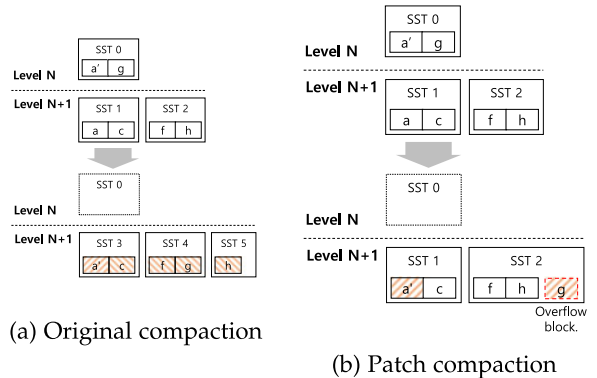 SST 0
a' g
Level N
Level N+1
SST 1 SST 2
a c f h
SST 0
Level N
Level N+1
SST 3 SST 4 SST 5
a' c f g h
(a) Original compaction
SST 0
a' g
Level N
Level N+1
SST 1 SST 2
a c f h
SST 0
Level N
Level N+1
SST 1 SST 2
a' c f h g
Overflow
block.
(b) Patch compaction